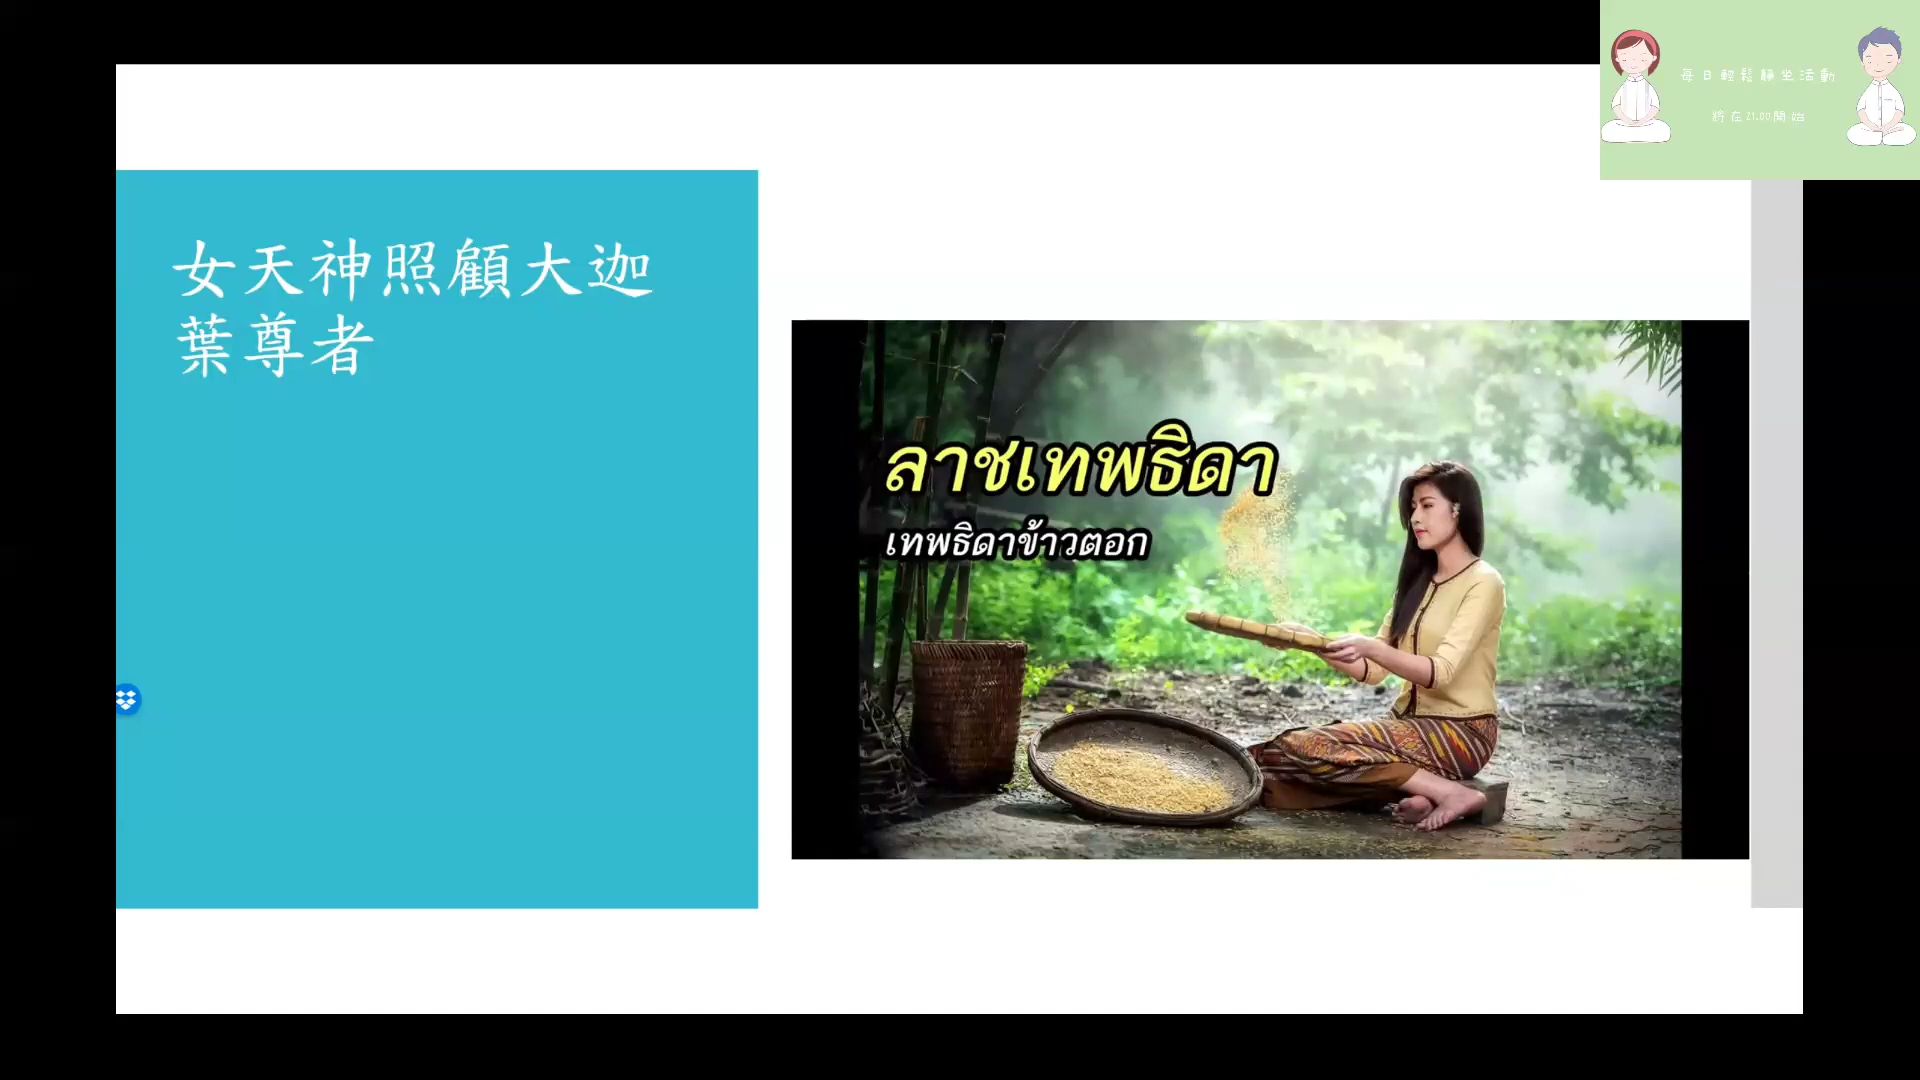 每日輕鬆靜坐活動
將在21.00開始
女天神照顧大迦
葉尊者
ลาชเทพธิดา
เทพธิดาข้าวตอก